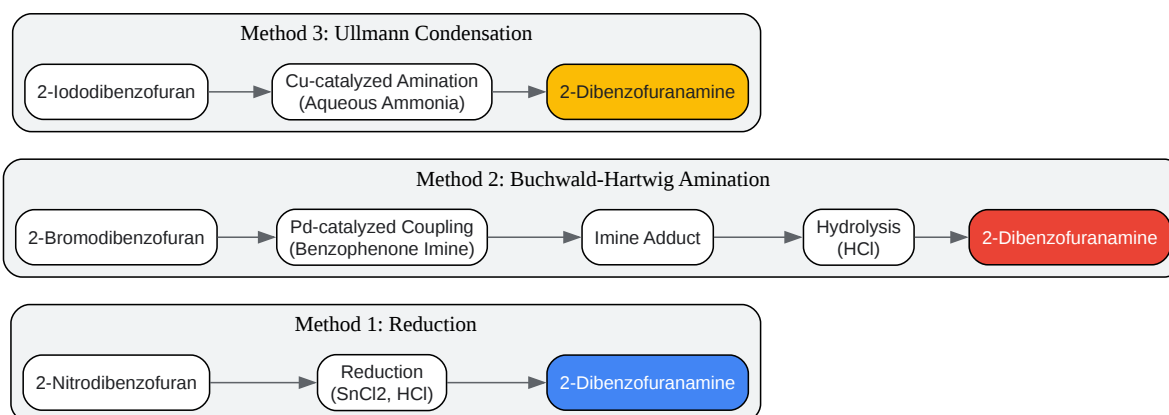 Method 3: Ullmann Condensation
2-Iododibenzofuran
Cu-catalyzed Amination
(Aqueous Ammonia)
2-Dibenzofuranamine
Method 2: Buchwald-Hartwig Amination
2-Bromodibenzofuran
Pd-catalyzed Coupling
(Benzophenone Imine)
Imine Adduct
Hydrolysis
(HCl)
2-Dibenzofuranamine
Method 1: Reduction
2-Nitrodibenzofuran
Reduction
(SnCl2, HCl)
2-Dibenzofuranamine